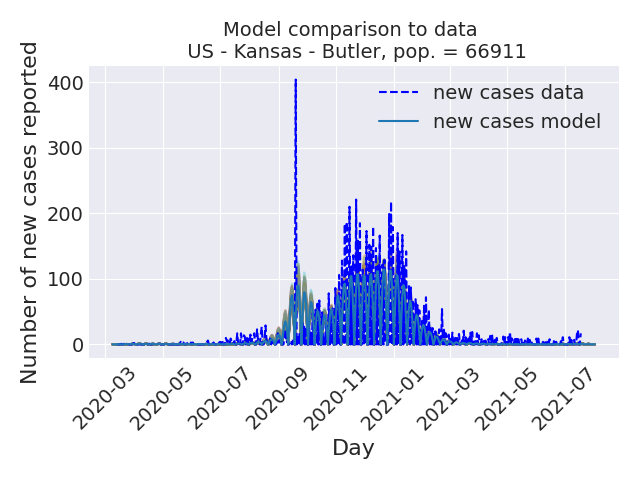 Model comparison to data
US - Kansas - Butler, pop. = 66911
Number of new cases reported
400
300
200
100
0
new cases data
new cases model
2020-03
2020-05
2020-07
2020-09
2020-11
2021-01
2021-03
2021-05
2021-07
Day